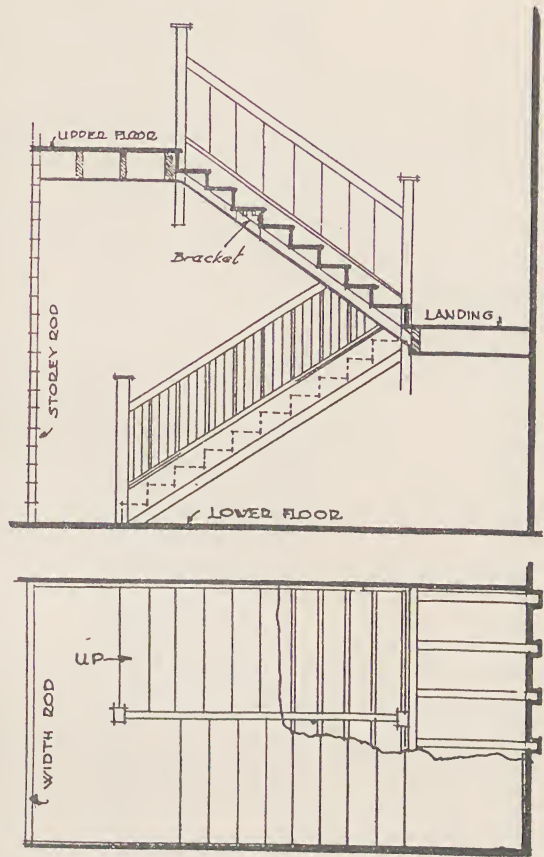 UPPER FLOOR
Bracket
LANDING
STOREY ROD
LOWER FLOOR
UP
WIDTH ROD